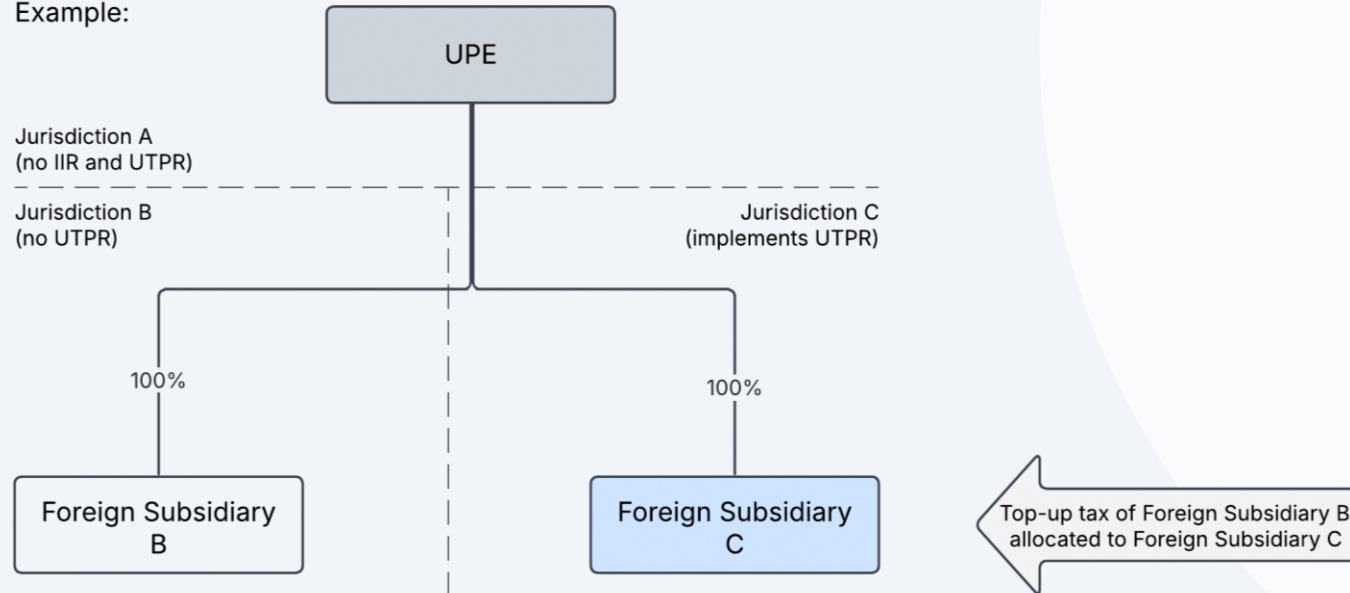 Example:
UPE
Jurisdiction A
(no IIR and UTPR)
Jurisdiction B
(no UTPR)
Jurisdiction C
(implements UTPR)
100%
100%
Foreign Subsidiary
B
Foreign Subsidiary
C
Top-up tax of Foreign Subsidiary B
allocated to Foreign Subsidiary C